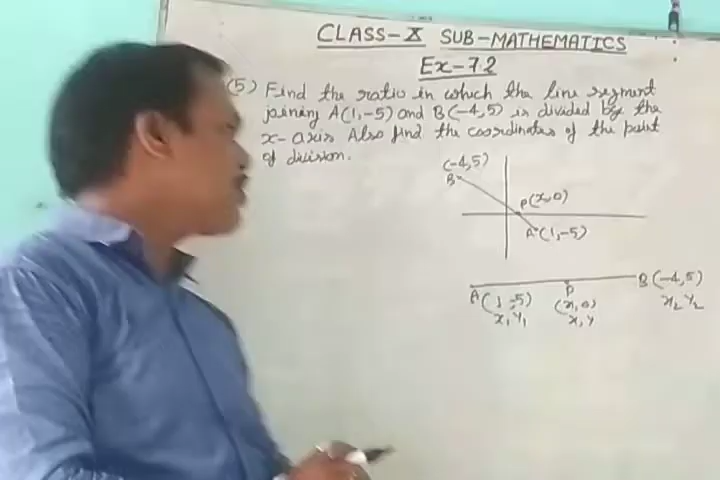 CLASS-X SUB-MATHEMATICS
Ex-7.2
(5) Find the ratio in which the line segment
joining A(1,-5) and B(-4,5) is divided by the
x-axis Also find the coordinates of the point
of division.
(-4,5)
B
P(x,0)
A(1,-5)
A(1,-5) P B(-4,5)
(x,0)
x₁ y₁ x, y x₂ y₂